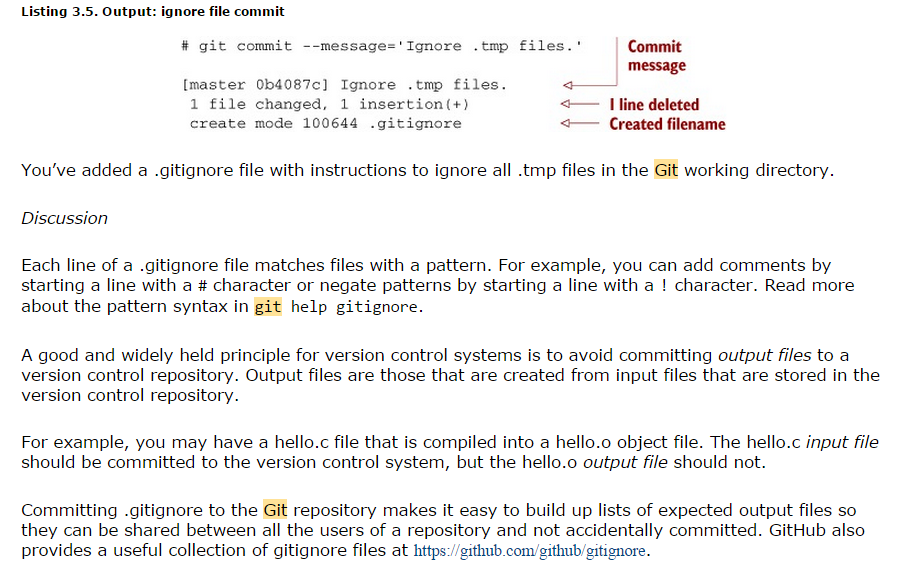 Listing 3.5. Output: ignore file commit
# git commit --message='Ignore .tmp files.'
Commit
message
[master 0b4087c] Ignore .tmp files.
1 file changed, 1 insertion(+)
I line deleted
create mode 100644 .gitignore
Created filename
You've added a .gitignore file with instructions to ignore all .tmp files in the Git working directory.
Discussion
Each line of a .gitignore file matches files with a pattern. For example, you can add comments by
starting a line with a # character or negate patterns by starting a line with a ! character. Read more
about the pattern syntax in git help gitignore.
A good and widely held principle for version control systems is to avoid committing output files to a
version control repository. Output files are those that are created from input files that are stored in the
version control repository.
For example, you may have a hello.c file that is compiled into a hello.o object file. The hello.c input file
should be committed to the version control system, but the hello.o output file should not.
Committing .gitignore to the Git repository makes it easy to build up lists of expected output files so
they can be shared between all the users of a repository and not accidentally committed. GitHub also
provides a useful collection of gitignore files at https://github.com/github/gitignore.